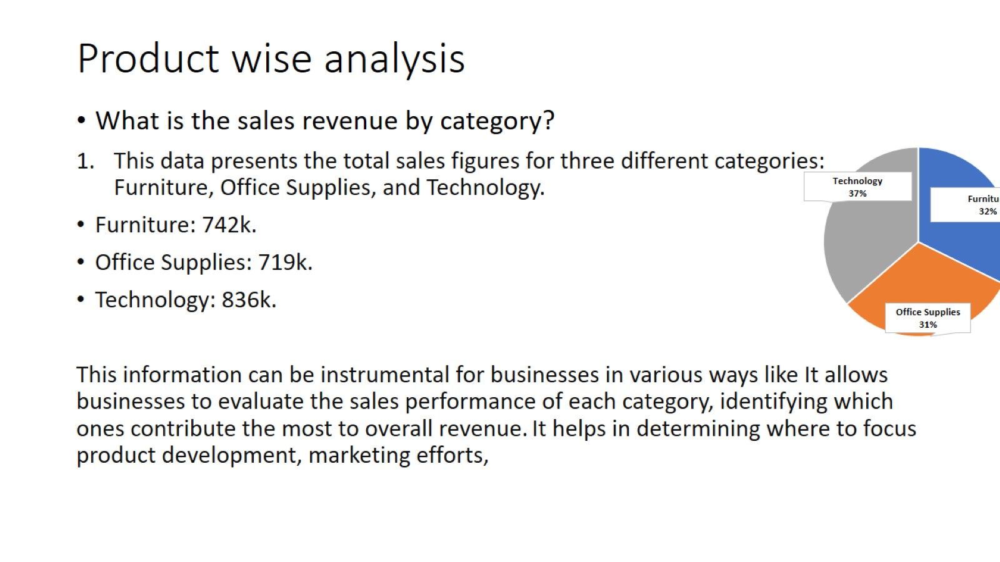 Product wise analysis
• What is the sales revenue by category?
1. This data presents the total sales figures for three different categories:
Furniture, Office Supplies, and Technology.
• Furniture: 742k.
• Office Supplies: 719k.
• Technology: 836k.
Technology
37%
Furnitu
32%
Office Supplies
31%
This information can be instrumental for businesses in various ways like It allows
businesses to evaluate the sales performance of each category, identifying which
ones contribute the most to overall revenue. It helps in determining where to focus
product development, marketing efforts,